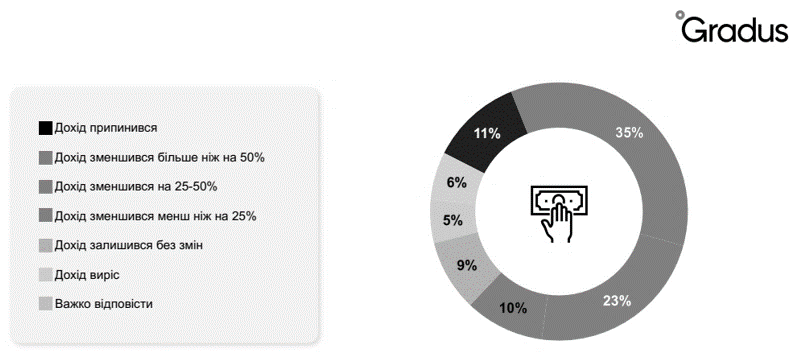 Gradus
Дохід припинився
Дохід зменшився більше ніж на 50%
Дохід зменшився на 25-50%
Дохід зменшився менш ніж на 25%
Дохід залишився без змін
Дохід виріс
Важко відповісти
11%
35%
6%
5%
9%
10%
23%